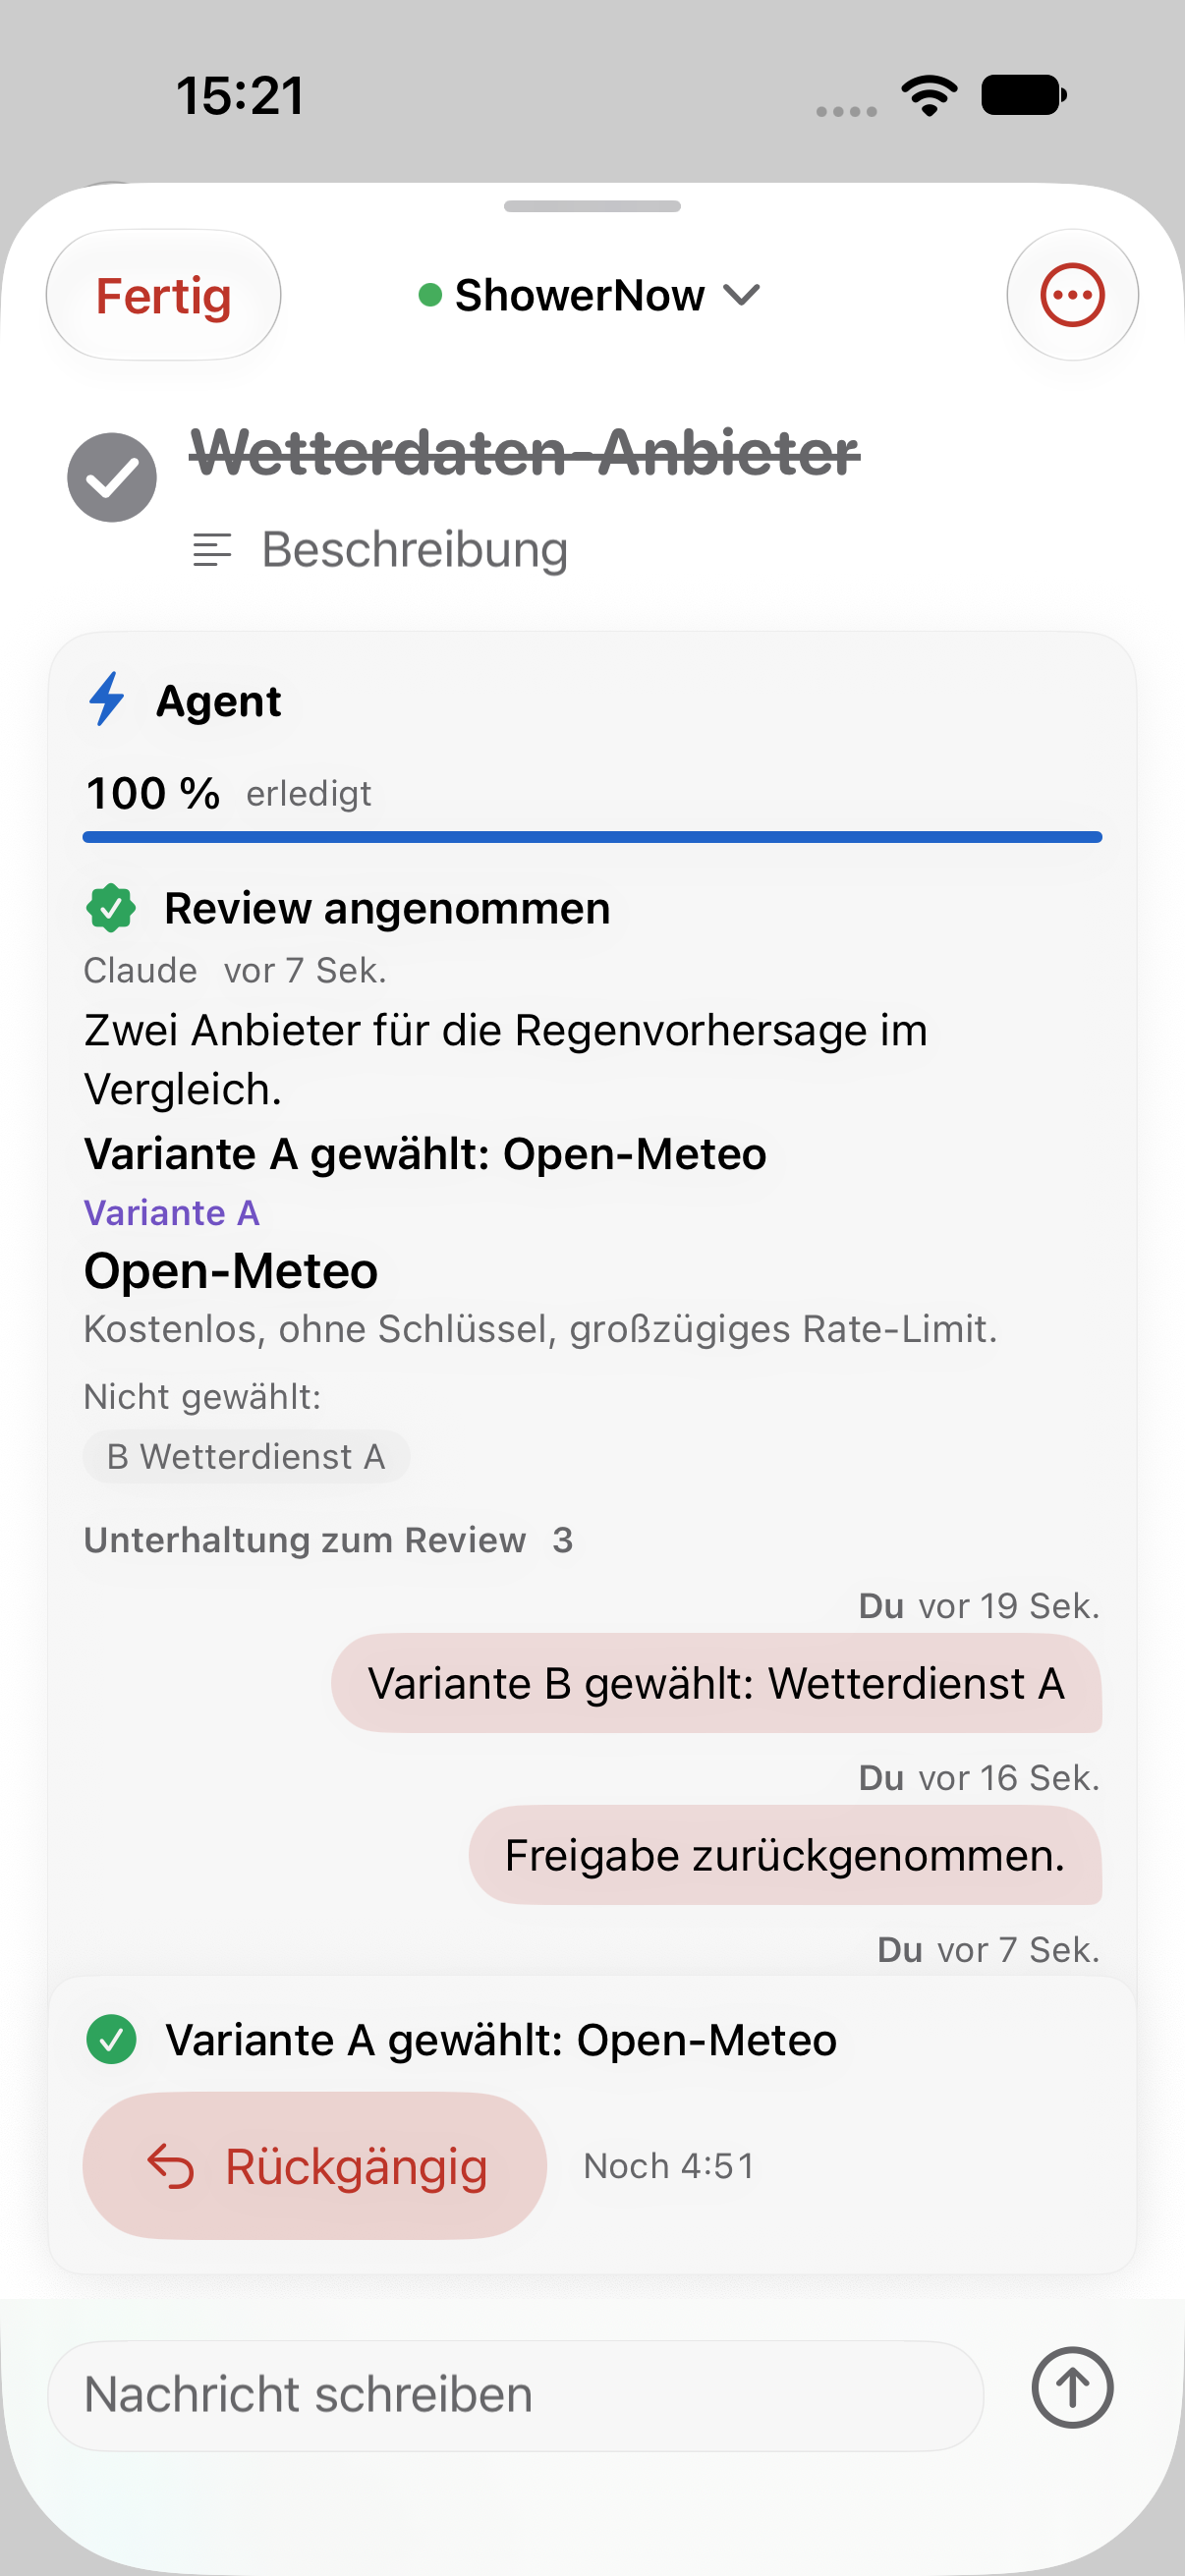 15:21
Fertig
ShowerNow
Wetterdaten-Anbieter
Beschreibung
Agent
100 % erledigt
Review angenommen
Claude vor 7 Sek.
Zwei Anbieter für die Regenvorhersage im
Vergleich.
Variante A gewählt: Open-Meteo
Variante A
Open-Meteo
Kostenlos, ohne Schlüssel, großzügiges Rate-Limit.
Nicht gewählt:
B Wetterdienst A
Unterhaltung zum Review 3
Du vor 19 Sek.
Variante B gewählt: Wetterdienst A
Du vor 16 Sek.
Freigabe zurückgenommen.
Du vor 7 Sek.
Variante A gewählt: Open-Meteo
Rückgängig
Noch 4:51
Nachricht schreiben